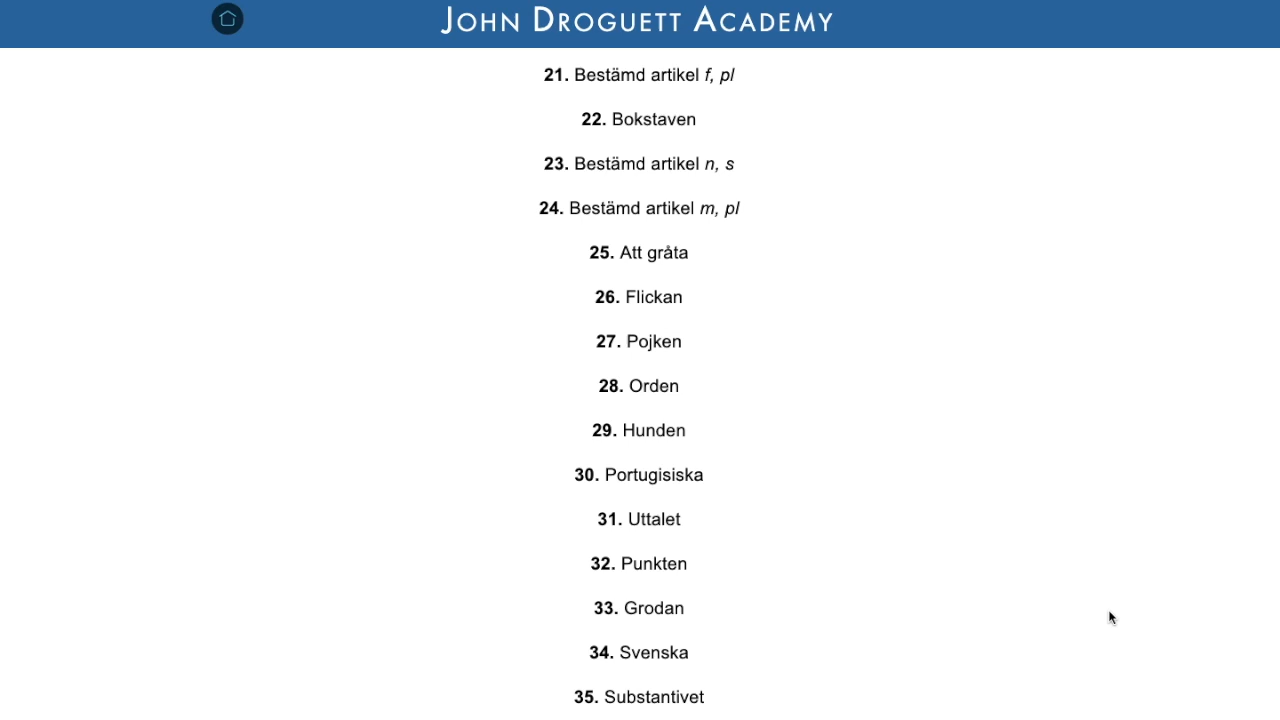 JOHN DROGUETT ACADEMY
21. Bestämd artikel f, pl
22. Bokstaven
23. Bestämd artikel n, s
24. Bestämd artikel m, pl
25. Att gråta
26. Flickan
27. Pojken
28. Orden
29. Hunden
30. Portugisiska
31. Uttalet
32. Punkten
33. Grodan
34. Svenska
35. Substantivet